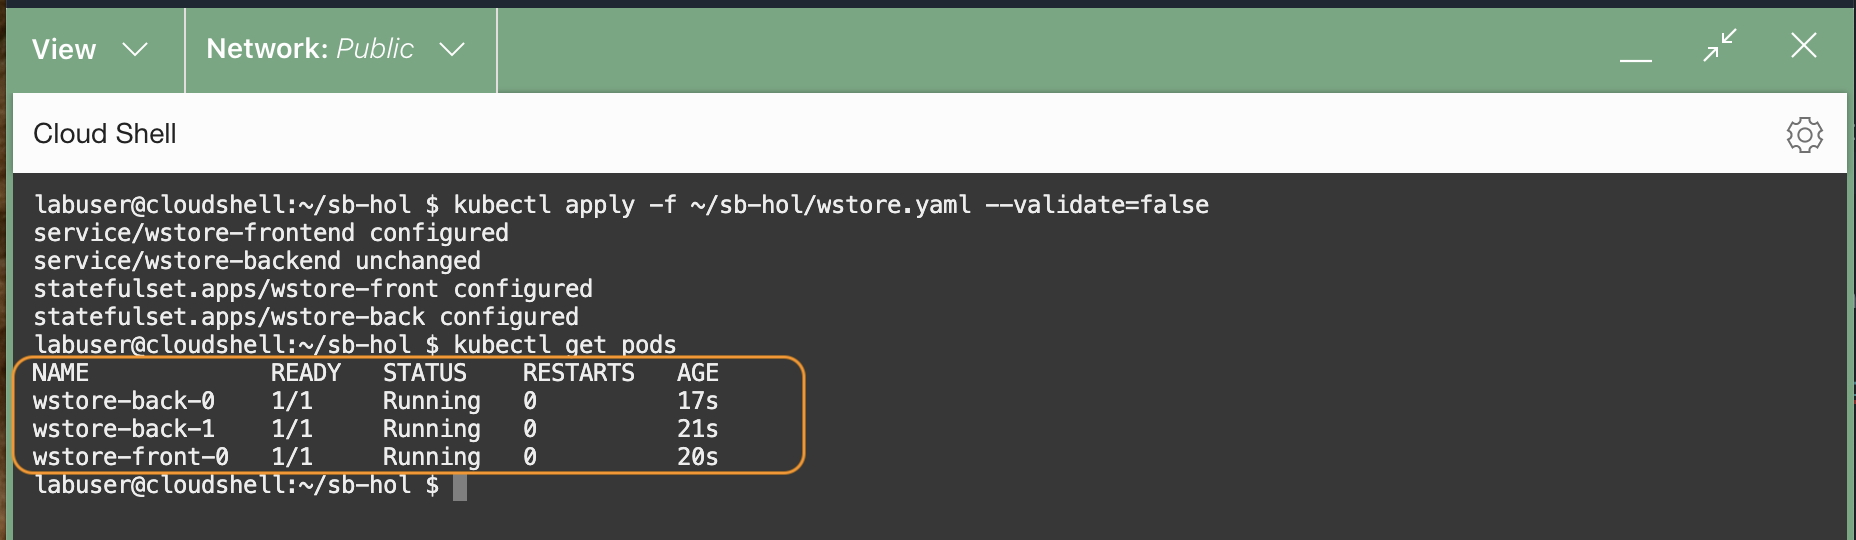 View
Network: Public
Cloud Shell
labuser@cloudshell:~/sb-hol $ kubectl apply -f ~/sb-hol/wstore.yaml --validate=false
service/wstore-frontend configured
service/wstore-backend unchanged
statefulset.apps/wstore-front configured
statefulset.apps/wstore-back configured
labuser@cloudshell:~/sb-hol $ kubectl get pods
NAME READY STATUS RESTARTS AGE
wstore-back-0 1/1 Running 0 17s
wstore-back-1 1/1 Running 0 21s
wstore-front-0 1/1 Running 0 20s
labuser@cloudshell:~/sb-hol $